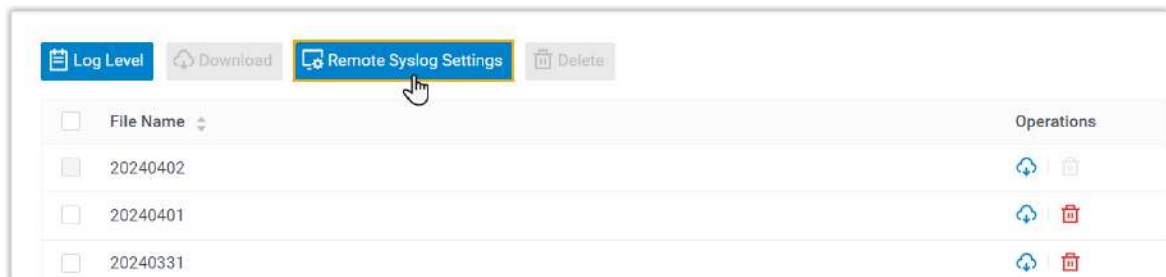 Log Level Download Remote Syslog Settings Delete
File Name Operations
20240402
20240401
20240331